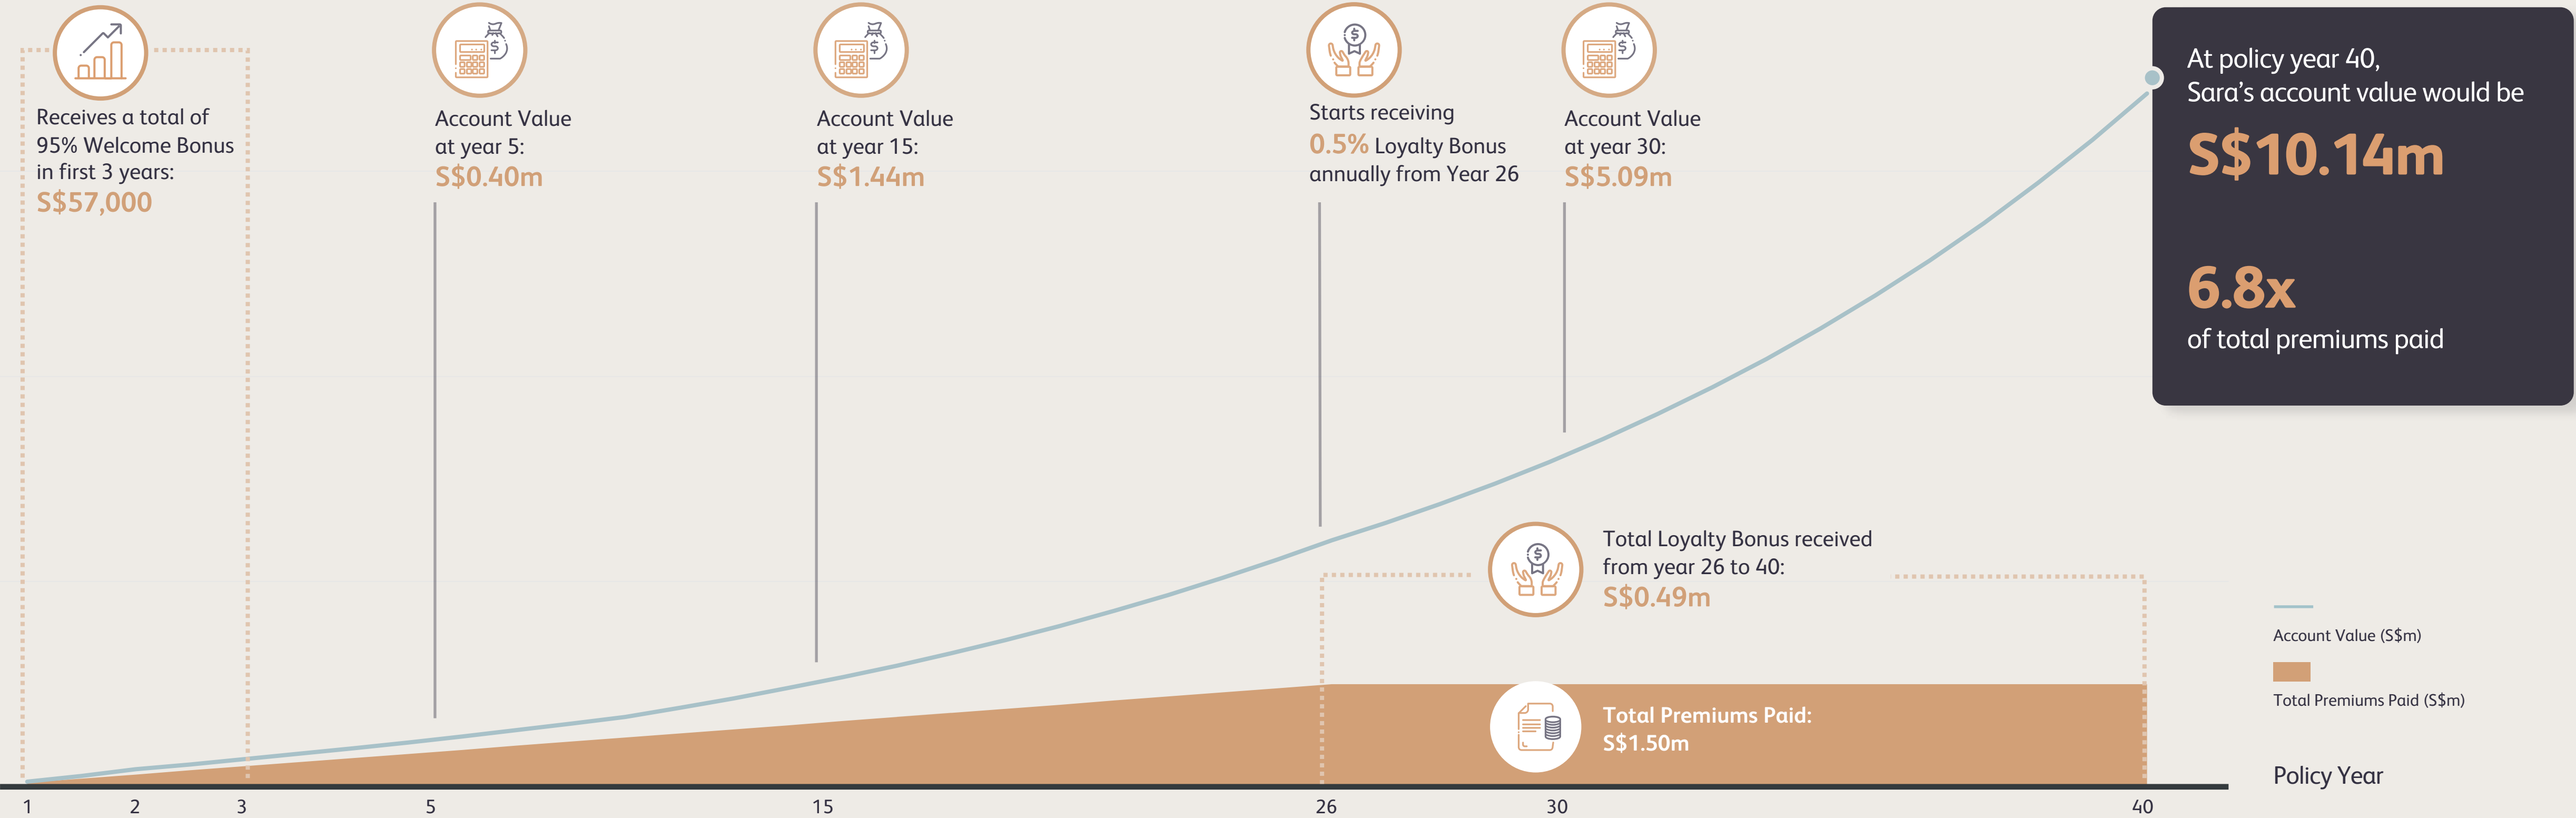 Receives a total of
95% Welcome Bonus
in first 3 years:
S$57,000
Account Value
at year 5:
S$0.40m
Account Value
at year 15:
S$1.44m
Starts receiving
0.5% Loyalty Bonus
annually from Year 26
Account Value
at year 30:
S$5.09m
At policy year 40,
Sara's account value would be
S$10.14m
6.8x
of total premiums paid
Total Loyalty Bonus received
from year 26 to 40:
S$0.49m
Total Premiums Paid:
S$1.50m
Account Value (S$m)
Total Premiums Paid (S$m)
Policy Year
1 2 3 5 15 26 30 40